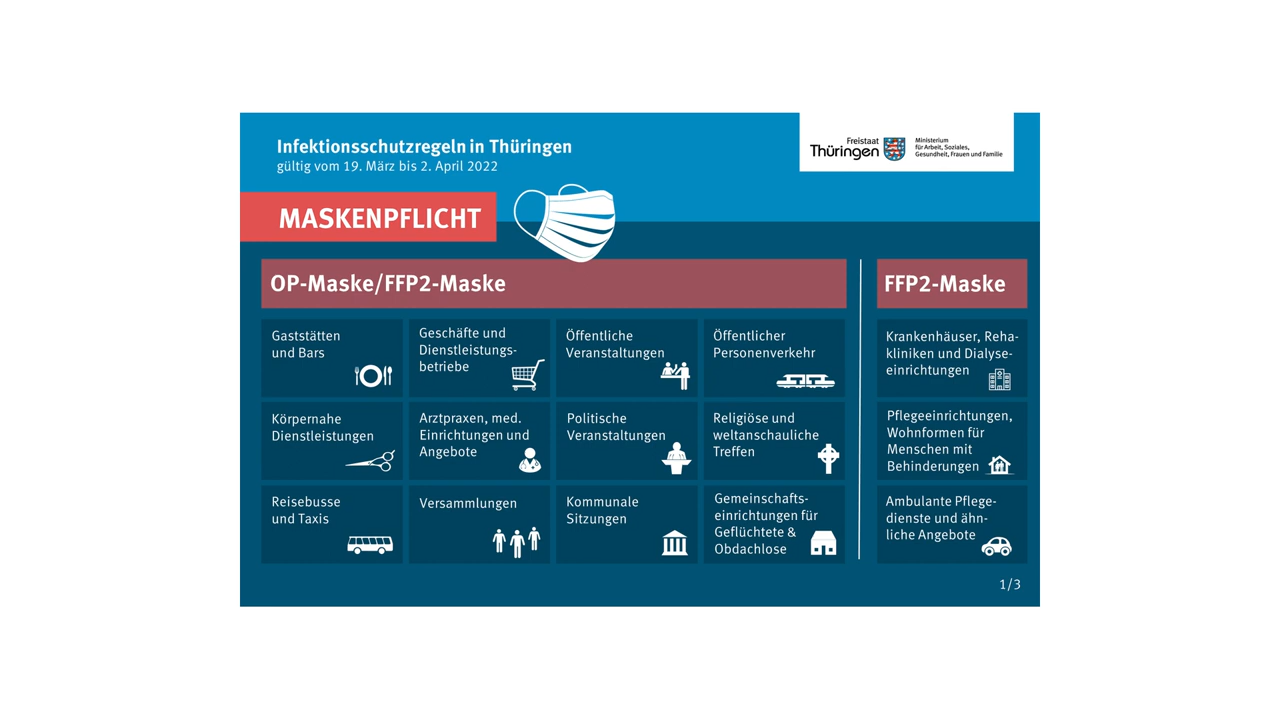 Infektionsschutzregeln in Thüringen
gültig vom 19. März bis 2. April 2022
Freistaat
Thüringen
Ministerium
für Arbeit, Soziales,
Gesundheit, Frauen und Familie
MASKENPFLICHT
OP-Maske/FFP2-Maske
Gaststätten
und Bars
Geschäfte und
Dienstleistungs-
betriebe
Öffentliche
Veranstaltungen
Öffentlicher
Personenverkehr
Körpernahe
Dienstleistungen
Arztpraxen, med.
Einrichtungen und
Angebote
Politische
Veranstaltungen
Religiöse und
weltanschauliche
Treffen
Reisebusse
und Taxis
Versammlungen
Kommunale
Sitzungen
Gemeinschafts-
einrichtungen für
Geflüchtete &
Obdachlose
FFP2-Maske
Krankenhäuser, Reha-
kliniken und Dialyse-
einrichtungen
Pflegeeinrichtungen,
Wohnformen für
Menschen mit
Behinderungen
Ambulante Pflege-
dienste und ähn-
liche Angebote
1/3